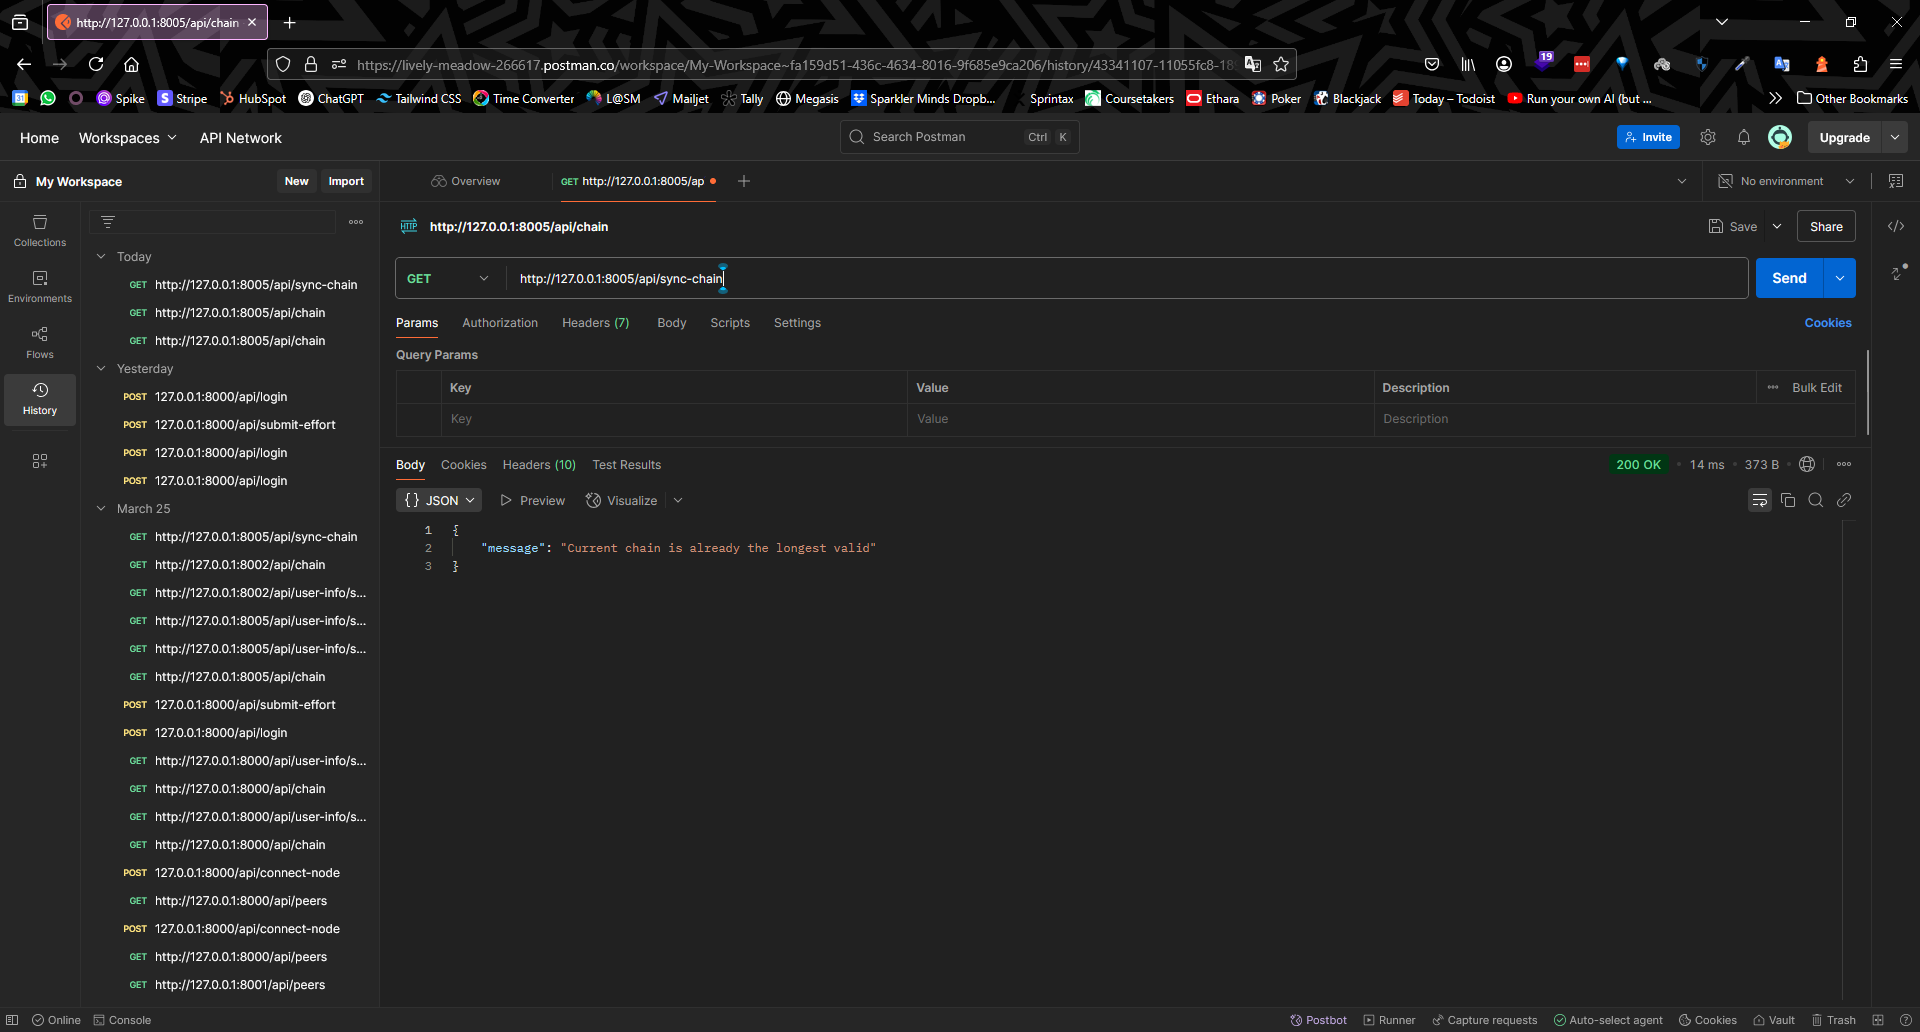 http://127.0.0.1:8005/api/chain
https://lively-meadow-266617.postman.co/workspace/My-Workspace~fa159d51-436c-4634-8016-9f685e9ca206/history/43341107-11055fc8-18
19
Spike
Stripe
HubSpot
ChatGPT
Tailwind CSS
Time Converter
L@SM
Mailjet
Tally
Megasis
Sparkler Minds Dropb...
Sprintax
Coursetakers
Ethara
Poker
Blackjack
Today – Todoist
Run your own AI (but ...
Other Bookmarks
Home
Workspaces
API Network
Search Postman
Ctrl K
Invite
Upgrade
My Workspace
New
Import
Overview
GET http://127.0.0.1:8005/ap
No environment
Collections
Environments
Flows
History
Today
GET http://127.0.0.1:8005/api/sync-chain
GET http://127.0.0.1:8005/api/chain
GET http://127.0.0.1:8005/api/chain
Yesterday
POST 127.0.0.1:8000/api/login
POST 127.0.0.1:8000/api/submit-effort
POST 127.0.0.1:8000/api/login
POST 127.0.0.1:8000/api/login
March 25
GET http://127.0.0.1:8005/api/sync-chain
GET http://127.0.0.1:8002/api/chain
GET http://127.0.0.1:8002/api/user-info/s...
GET http://127.0.0.1:8005/api/user-info/s...
GET http://127.0.0.1:8005/api/user-info/s...
GET http://127.0.0.1:8005/api/chain
POST 127.0.0.1:8000/api/submit-effort
POST 127.0.0.1:8000/api/login
GET http://127.0.0.1:8000/api/user-info/s...
GET http://127.0.0.1:8000/api/chain
GET http://127.0.0.1:8000/api/user-info/s...
GET http://127.0.0.1:8000/api/chain
POST 127.0.0.1:8000/api/connect-node
GET http://127.0.0.1:8000/api/peers
POST 127.0.0.1:8000/api/connect-node
GET http://127.0.0.1:8000/api/peers
GET http://127.0.0.1:8001/api/peers
HTTP http://127.0.0.1:8005/api/chain
Save
Share
GET
http://127.0.0.1:8005/api/sync-chain
Send
Params
Authorization
Headers (7)
Body
Scripts
Settings
Cookies
Query Params
Key
Value
Description
Bulk Edit
Key
Value
Description
Body
Cookies
Headers (10)
Test Results
200 OK
14 ms
373 B
{} JSON
Preview
Visualize
1 {
2 "message": "Current chain is already the longest valid"
3 }
Online
Console
Postbot
Runner
Capture requests
Auto-select agent
Cookies
Vault
Trash